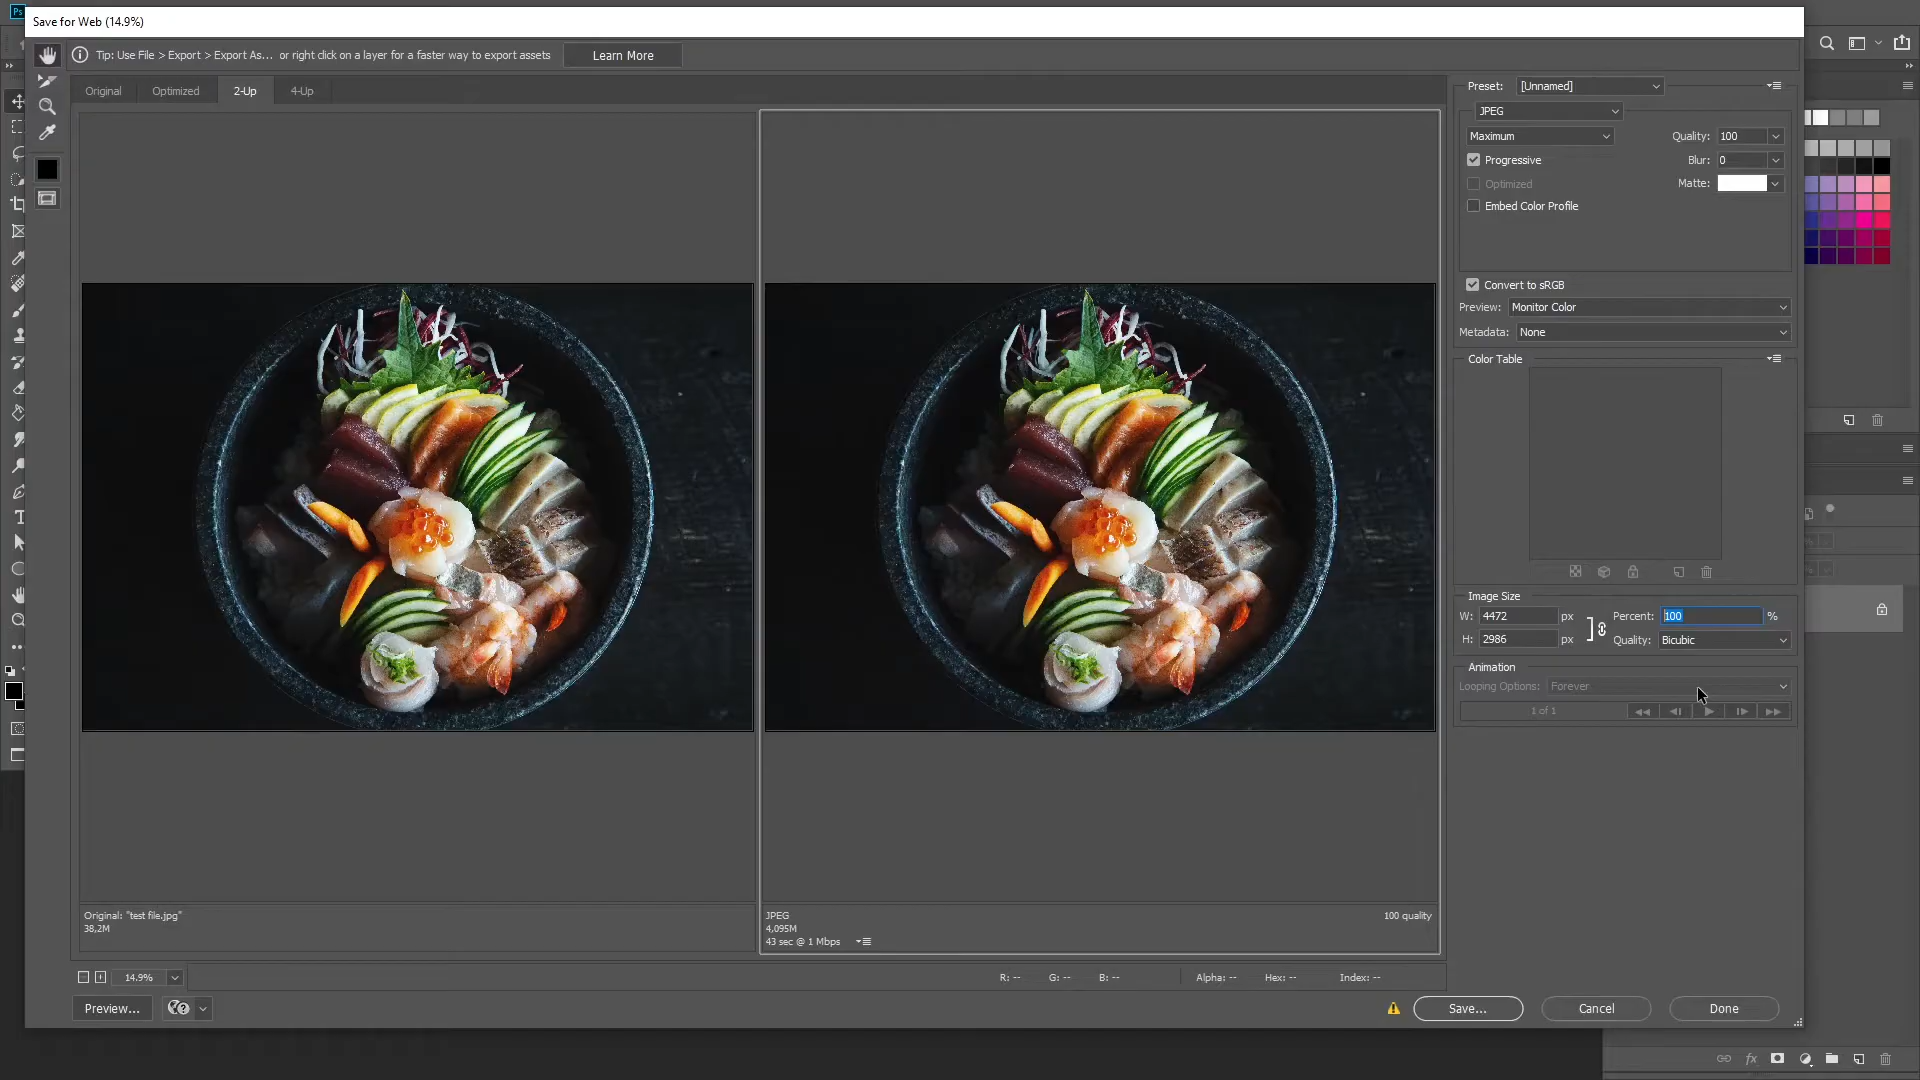 Ps
Save for Web (14.9%)
Tip: Use File > Export > Export As... or right click on a layer for a faster way to export assets
Learn More
Original
Optimized
2-Up
4-Up
Preset: [Unnamed]
JPEG
Maximum
Quality: 100
Progressive
Blur: 0
Optimized
Matte:
Embed Color Profile
Convert to sRGB
Preview: Monitor Color
Metadata: None
Color Table
Image Size
W: 4472 px
Percent: 100 %
H: 2986 px
Quality: Bicubic
Animation
Looping Options: Forever
1 of 1
Original: "test file.jpg"
38,2M
JPEG
100 quality
4,095M
43 sec @ 1 Mbps
14.9%
R: --
G: --
B: --
Alpha: --
Hex: --
Index: --
Preview...
Save...
Cancel
Done
fx